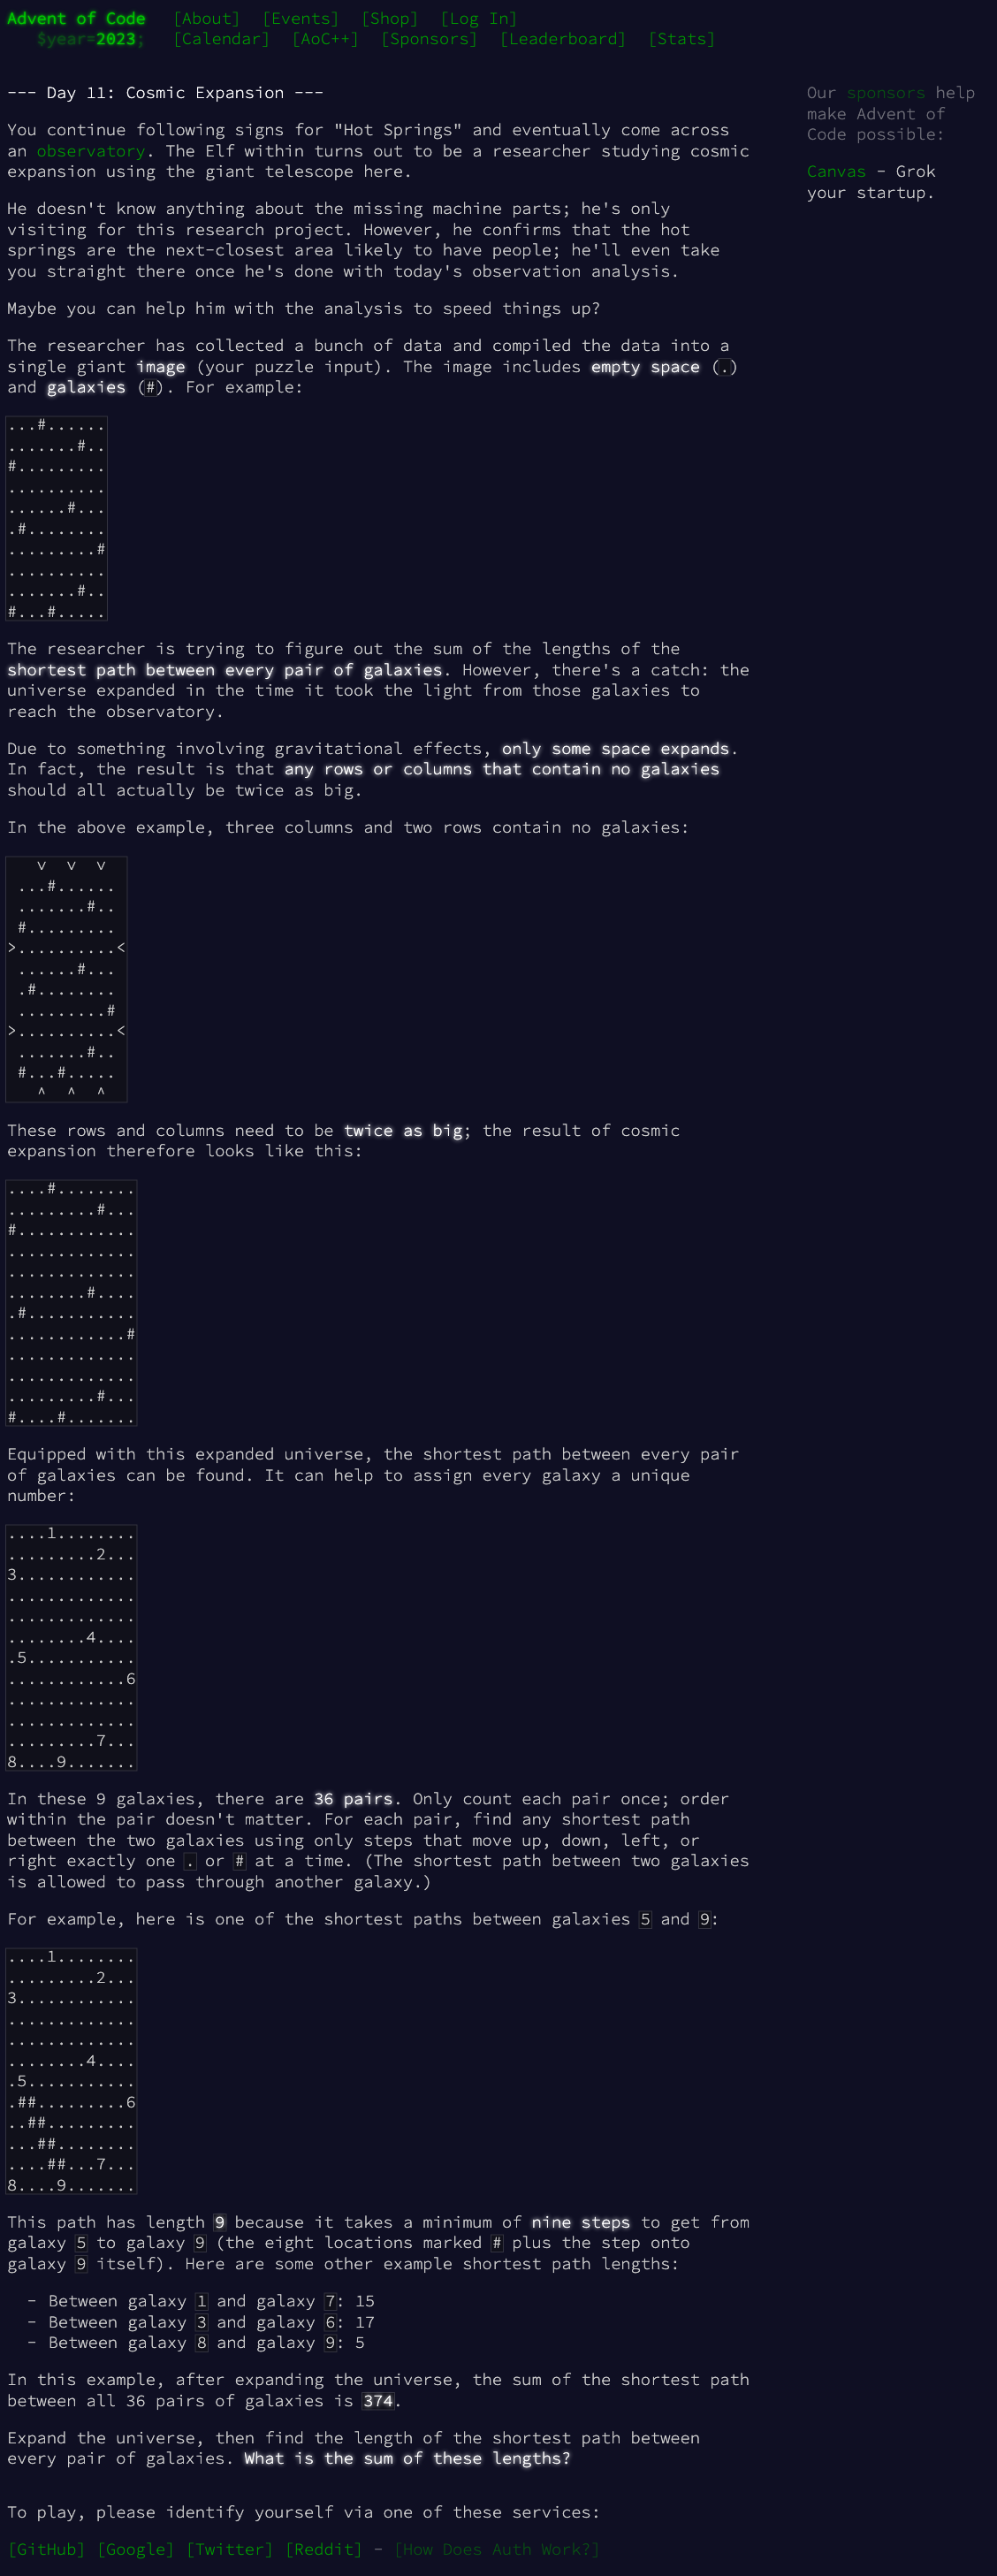 Advent of Code   [About]  [Events]  [Shop]  [Log In]
$year=2023;   [Calendar]  [AoC++]  [Sponsors]  [Leaderboard]  [Stats]
--- Day 11: Cosmic Expansion ---
You continue following signs for "Hot Springs" and eventually come across
an observatory. The Elf within turns out to be a researcher studying cosmic
expansion using the giant telescope here.
He doesn't know anything about the missing machine parts; he's only
visiting for this research project. However, he confirms that the hot
springs are the next-closest area likely to have people; he'll even take
you straight there once he's done with today's observation analysis.
Maybe you can help him with the analysis to speed things up?
The researcher has collected a bunch of data and compiled the data into a
single giant image (your puzzle input). The image includes empty space (.)
and galaxies (#). For example:
...#......
.......#..
#.........
..........
......#...
.#........
.........#
..........
.......#..
#...#.....
The researcher is trying to figure out the sum of the lengths of the
shortest path between every pair of galaxies. However, there's a catch: the
universe expanded in the time it took the light from those galaxies to
reach the observatory.
Due to something involving gravitational effects, only some space expands.
In fact, the result is that any rows or columns that contain no galaxies
should all actually be twice as big.
In the above example, three columns and two rows contain no galaxies:
   v  v  v
 ...#......
 .......#..
 #.........
>..........<
 ......#...
 .#........
 .........#
>..........<
 .......#..
 #...#.....
   ^  ^  ^
These rows and columns need to be twice as big; the result of cosmic
expansion therefore looks like this:
....#........
.........#...
#............
.............
.............
........#....
.#...........
............#
.............
.............
.........#...
#....#.......
Equipped with this expanded universe, the shortest path between every pair
of galaxies can be found. It can help to assign every galaxy a unique
number:
....1........
.........2...
3............
.............
.............
........4....
.5...........
............6
.............
.............
.........7...
8....9.......
In these 9 galaxies, there are 36 pairs. Only count each pair once; order
within the pair doesn't matter. For each pair, find any shortest path
between the two galaxies using only steps that move up, down, left, or
right exactly one . or # at a time. (The shortest path between two galaxies
is allowed to pass through another galaxy.)
For example, here is one of the shortest paths between galaxies 5 and 9:
....1........
.........2...
3............
.............
.............
........4....
.5...........
.##.........6
..##.........
...##........
....##...7...
8....9.......
This path has length 9 because it takes a minimum of nine steps to get from
galaxy 5 to galaxy 9 (the eight locations marked # plus the step onto
galaxy 9 itself). Here are some other example shortest path lengths:
- Between galaxy 1 and galaxy 7: 15
- Between galaxy 3 and galaxy 6: 17
- Between galaxy 8 and galaxy 9: 5
In this example, after expanding the universe, the sum of the shortest path
between all 36 pairs of galaxies is 374.
Expand the universe, then find the length of the shortest path between
every pair of galaxies. What is the sum of these lengths?
To play, please identify yourself via one of these services:
[GitHub] [Google] [Twitter] [Reddit] - [How Does Auth Work?]
Our sponsors help
make Advent of
Code possible:
Canvas - Grok
your startup.